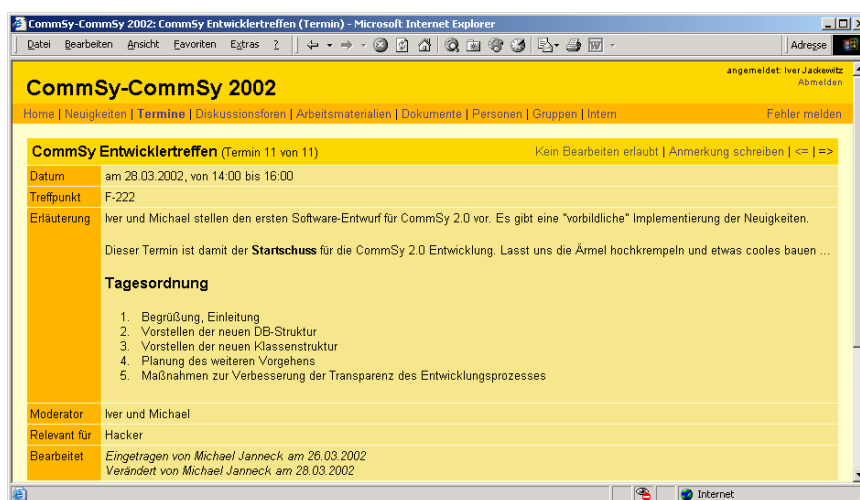 CommSy-CommSy 2002: CommSy Entwicklertreffen (Termin) - Microsoft Internet Explorer
Datei Bearbeiten Ansicht Favoriten Extras ? Adresse
angemeldet: Iver Jackewitz
Abmelden
CommSy-CommSy 2002
Home | Neuigkeiten | Termine | Diskussionsforen | Arbeitsmaterialien | Dokumente | Personen | Gruppen | Intern Fehler melden
CommSy Entwicklertreffen (Termin 11 von 11) Kein Bearbeiten erlaubt | Anmerkung schreiben | <= | =>
Datum am 28.03.2002, von 14:00 bis 16:00
Treffpunkt F-222
Erläuterung Iver und Michael stellen den ersten Software-Entwurf für CommSy 2.0 vor. Es gibt eine "vorbildliche" Implementierung der Neuigkeiten.
Dieser Termin ist damit der Startschuss für die CommSy 2.0 Entwicklung. Lasst uns die Ärmel hochkrempeln und etwas cooles bauen ...
Tagesordnung
1. Begrüßung, Einleitung
2. Vorstellen der neuen DB-Struktur
3. Vorstellen der neuen Klassenstruktur
4. Planung des weiteren Vorgehens
5. Maßnahmen zur Verbesserung der Transparenz des Entwicklungsprozesses
Moderator Iver und Michael
Relevant für Hacker
Bearbeitet Eingetragen von Michael Janneck am 26.03.2002
Verändert von Michael Janneck am 28.03.2002
Internet